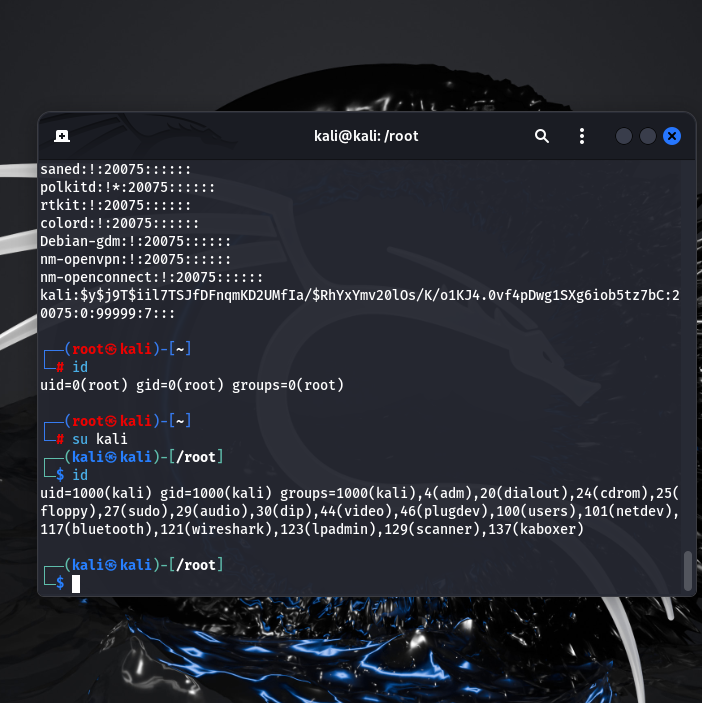 kali@kali: /root
saned:!:20075::::::
polkitd:!*:20075::::::
rtkit:!:20075::::::
colord:!:20075::::::
Debian-gdm:!:20075::::::
nm-openvpn:!:20075::::::
nm-openconnect:!:20075::::::
kali:$y$j9T$iil7TSJfDFnqmKD2UMfIa/$RhYxYmv20lOs/K/o1KJ4.0vf4pDwg1SXg6iob5tz7bC:2
0075:0:99999:7:::
┌──(root㉿kali)-[~]
└─# id
uid=0(root) gid=0(root) groups=0(root)
┌──(root㉿kali)-[~]
└─# su kali
┌──(kali㉿kali)-[/root]
└─$ id
uid=1000(kali) gid=1000(kali) groups=1000(kali),4(adm),20(dialout),24(cdrom),25(
floppy),27(sudo),29(audio),30(dip),44(video),46(plugdev),100(users),101(netdev),
117(bluetooth),121(wireshark),123(lpadmin),129(scanner),137(kaboxer)
┌──(kali㉿kali)-[/root]
└─$